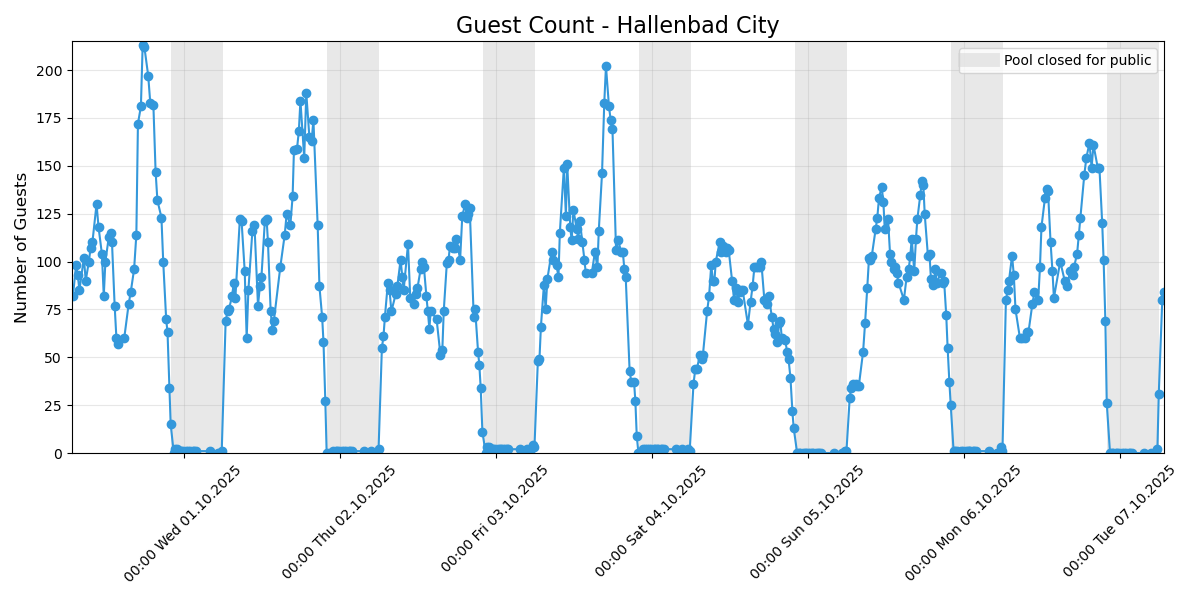 Guest Count - Hallenbad City
Pool closed for public
Number of Guests
200
175
150
125
100
75
50
25
0
00:00 Wed 01.10.2025
00:00 Thu 02.10.2025
00:00 Fri 03.10.2025
00:00 Sat 04.10.2025
00:00 Sun 05.10.2025
00:00 Mon 06.10.2025
00:00 Tue 07.10.2025